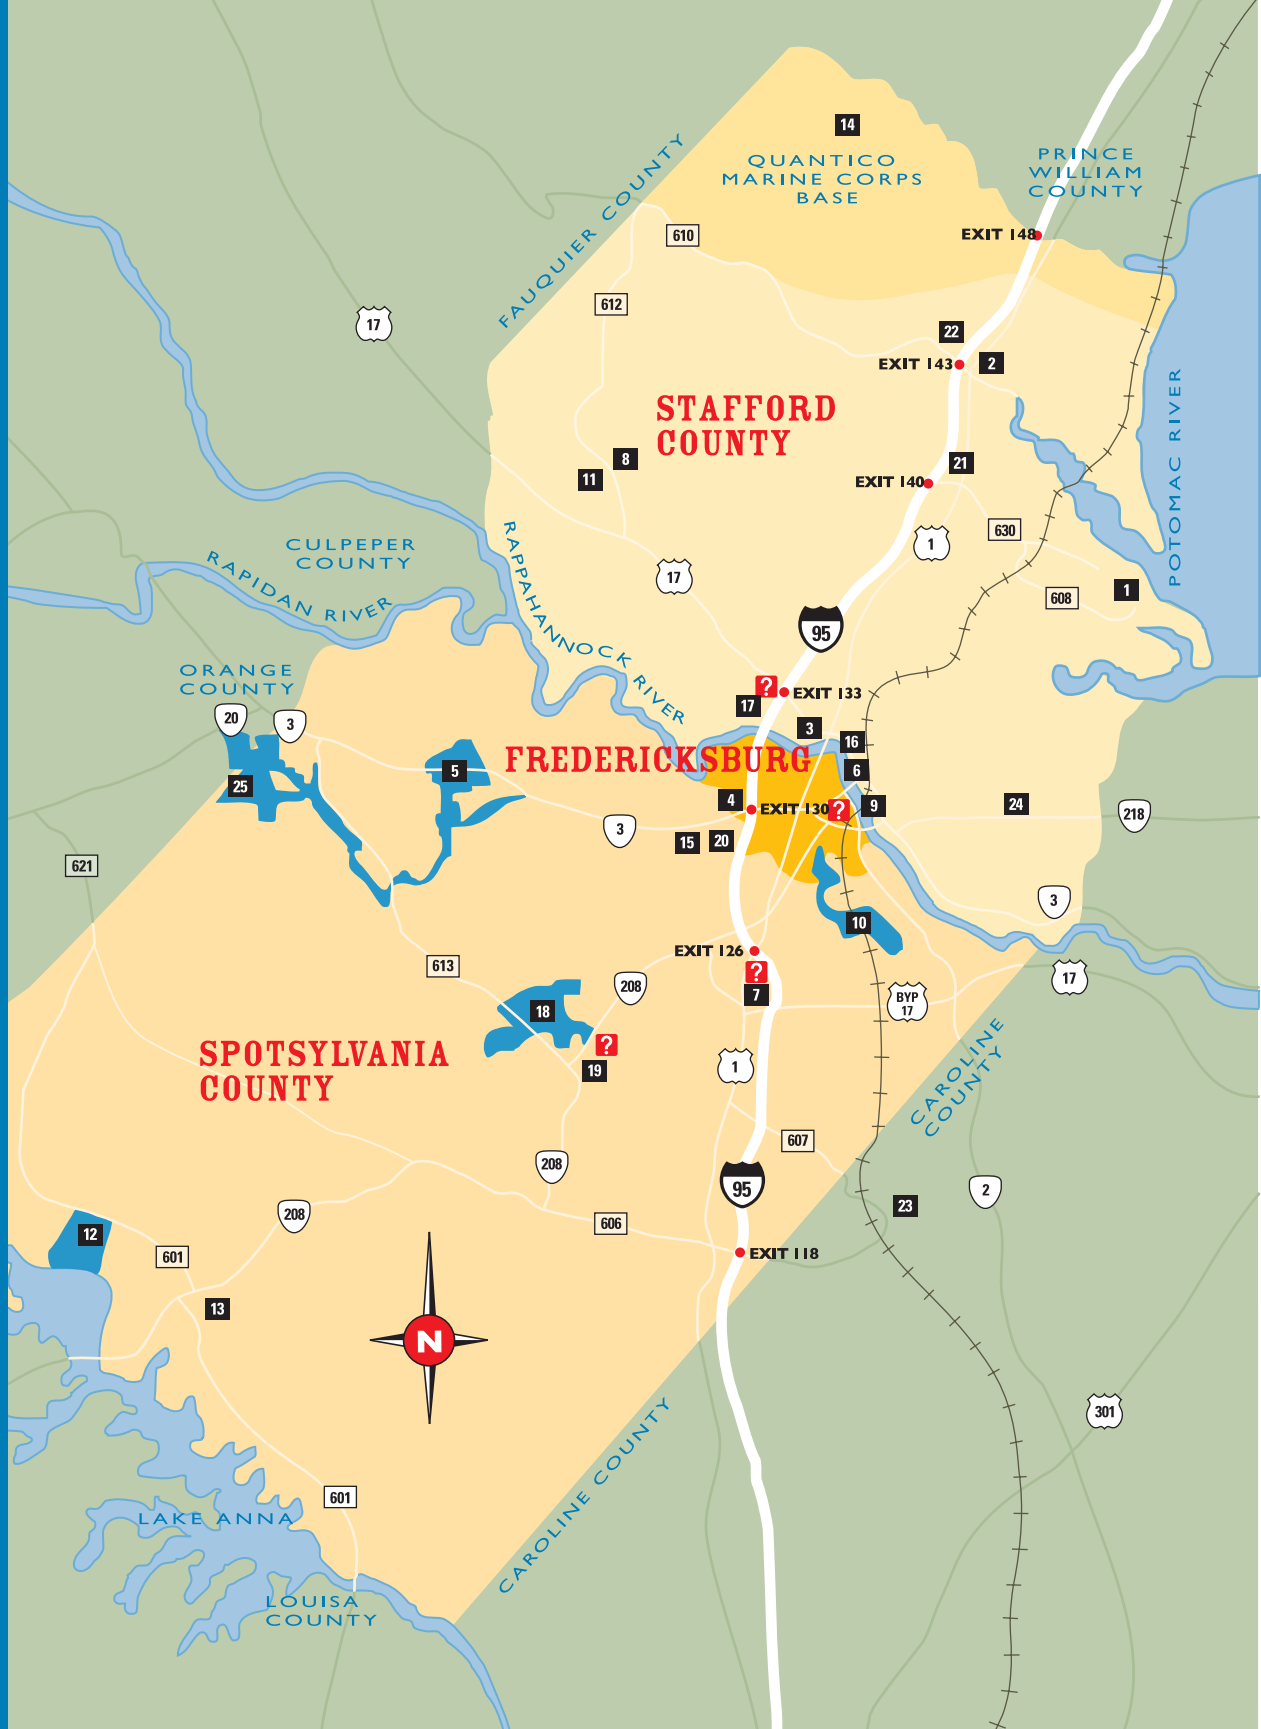 14
QUANTICO
MARINE CORPS
BASE
PRINCE
WILLIAM
COUNTY
FAUQUIER COUNTY
610
EXIT 148
612
17
22
EXIT 143
2
STAFFORD
COUNTY
POTOMAC RIVER
8
11
21
EXIT 140
1
630
RAPPAHANNOCK RIVER
CULPEPER
COUNTY
RAPIDAN RIVER
17
608
1
95
ORANGE
COUNTY
20
3
?
EXIT 133
17
3
16
FREDERICKSBURG
25
5
6
4
EXIT 130
?
9
24
218
3
15
20
621
3
10
EXIT 126
613
?
7
208
BYP
17
17
18
?
19
SPOTSYLVANIA
COUNTY
1
CAROLINE
COUNTY
607
208
95
2
23
208
606
12
601
EXIT 118
13
N
301
CAROLINE COUNTY
601
LAKE ANNA
LOUISA
COUNTY